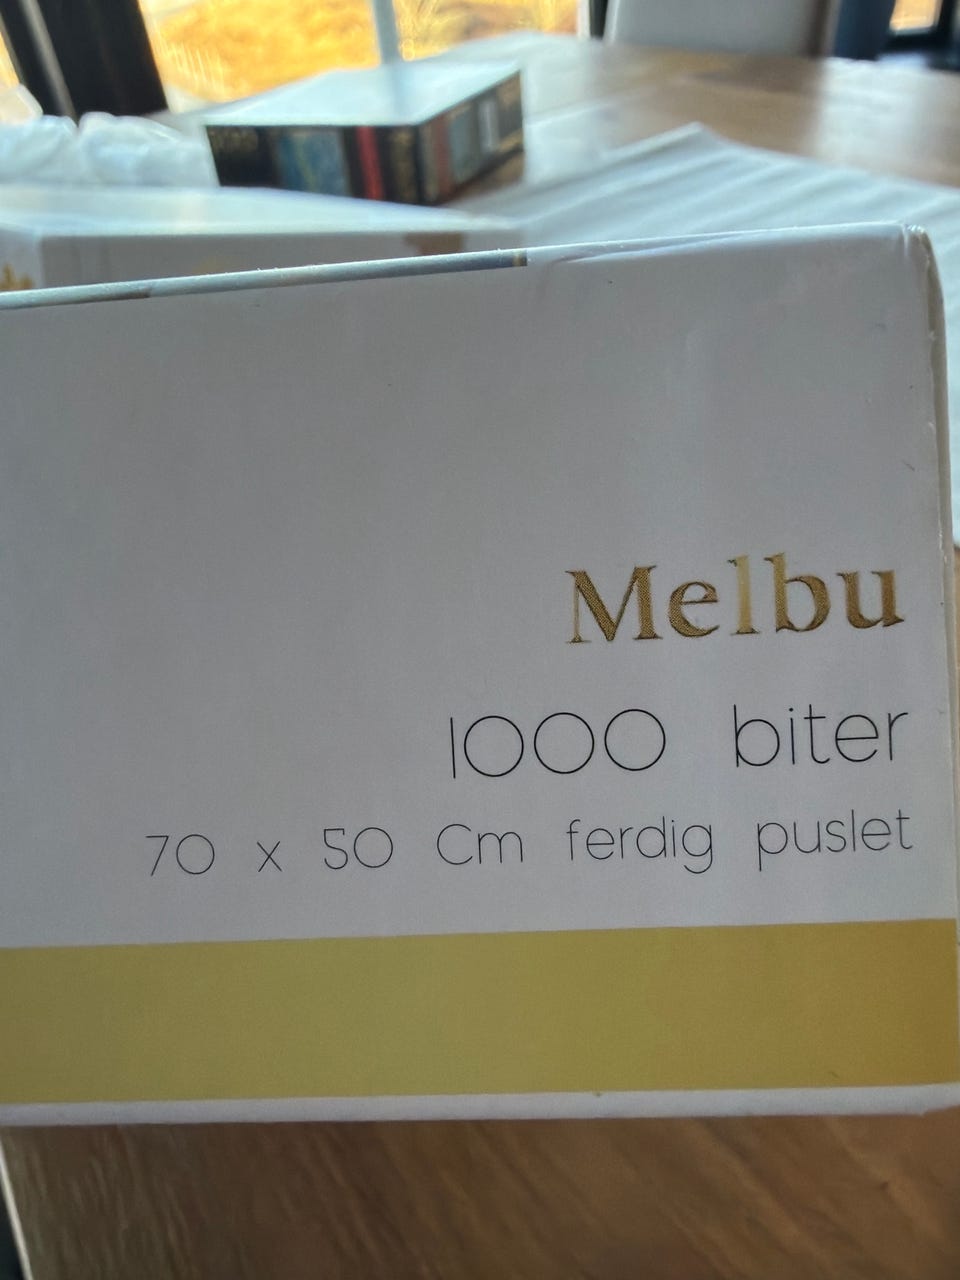 Melbu
1000 biter
70 x 50 Cm ferdig puslet